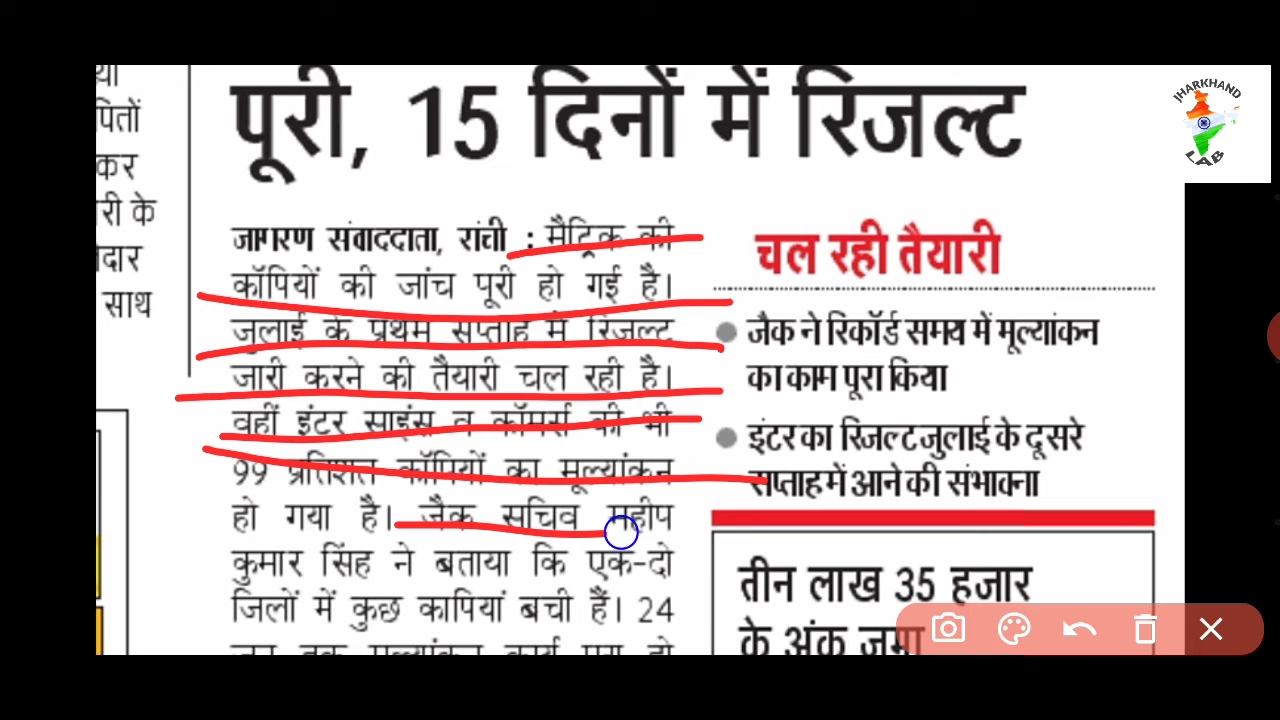 था
पितों
कर
री के
दार
साथ
पूरी, 15 दिनों में रिजल्ट
जागरण संवाददाता, रांची : मैट्रिक की
कॉपियों की जांच पूरी हो गई है।
जुलाई के प्रथम सप्ताह में रिजल्ट
जारी करने की तैयारी चल रही है।
वहीं इंटर साइंस व कॉमर्स की भी
99 प्रतिशत कॉपियों का मूल्यांकन
हो गया है। जैक सचिव महीप
कुमार सिंह ने बताया कि एक-दो
जिलों में कुछ कापियां बची हैं। 24
चल रही तैयारी
जैक ने रिकॉर्ड समय में मूल्यांकन
का काम पूरा किया
इंटर का रिजल्ट जुलाई के दूसरे
सप्ताह में आने की संभावना
तीन लाख 35 हजार
के अंक जमा
JHARKHAND
LAB